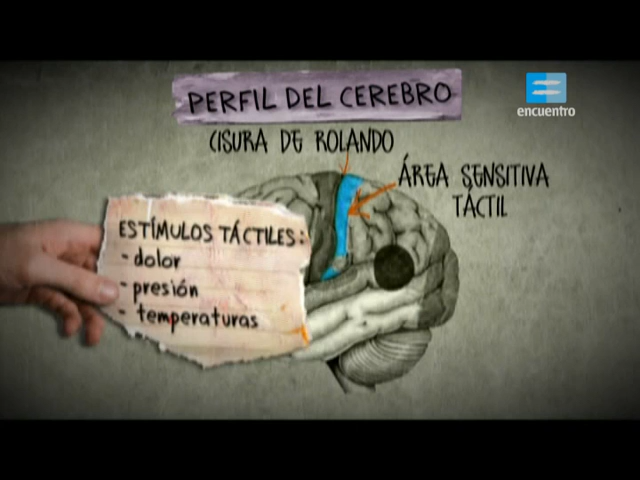 PERFIL DEL CEREBRO
encuentro
CISURA DE ROLANDO
ÁREA SENSITIVA
TÁCTIL
ESTÍMULOS TÁCTILES:
- dolor
- presión
- temperaturas